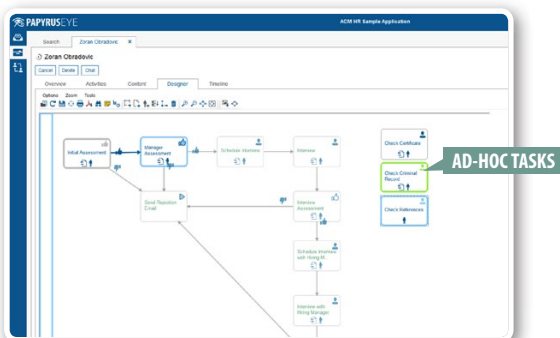 PAPYRUSEYE
ACM HR Sample Application
Search
Zoran Obradovic
Zoran Obradovic
Cancel
Delete
Chat
Overview
Activities
Content
Designer
Timeline
Options
Zoom
Tools
Initial Assessment
Manager
Assessment
Schedule Interview
Interview
Check Certificate
Check Criminal
Record
AD-HOC TASKS
Send Rejection
Email
Interview
Assessment
Check References
Schedule Interview
with Hiring M
Interview with
Hiring Manager